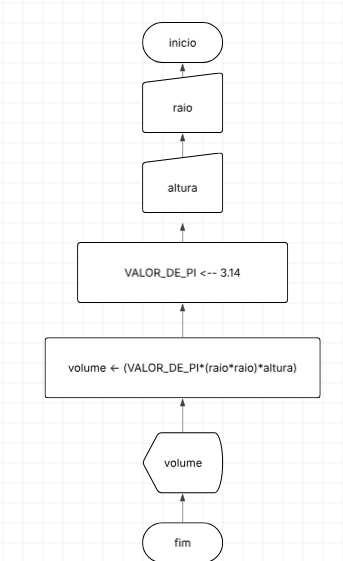 inicio
raio
altura
VALOR_DE_PI <-- 3.14
volume ← (VALOR_DE_PI*(raio*raio)*altura)
volume
fim